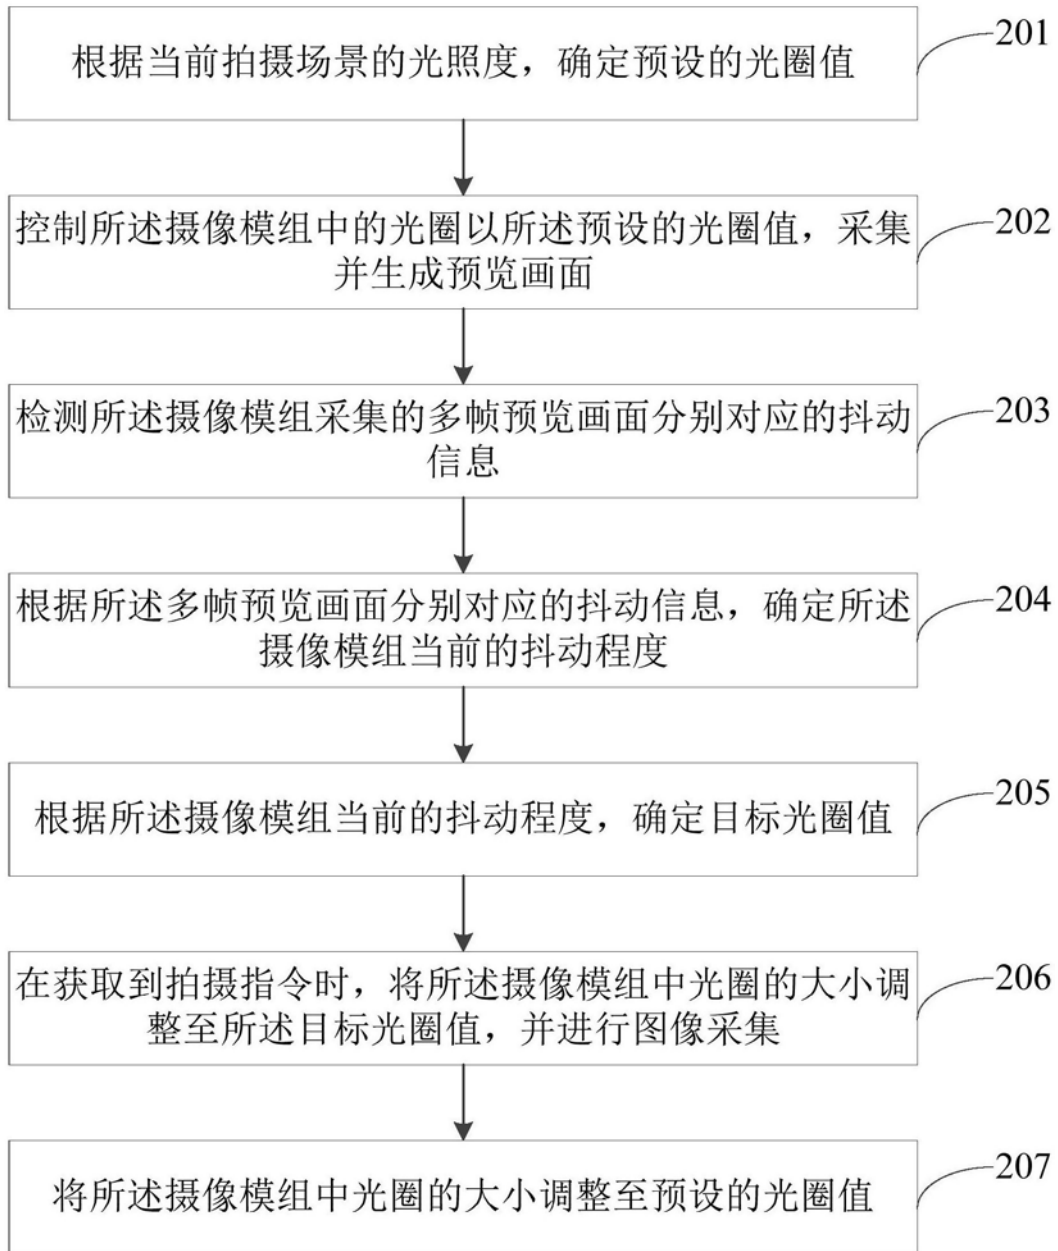 201
根据当前拍摄场景的光照度，确定预设的光圈值
202
控制所述摄像模组中的光圈以所述预设的光圈值，采集
并生成预览画面
203
检测所述摄像模组采集的多帧预览画面分别对应的抖动
信息
204
根据所述多帧预览画面分别对应的抖动信息，确定所述
摄像模组当前的抖动程度
205
根据所述摄像模组当前的抖动程度，确定目标光圈值
206
在获取到拍摄指令时，将所述摄像模组中光圈的大小调
整至所述目标光圈值，并进行图像采集
207
将所述摄像模组中光圈的大小调整至预设的光圈值